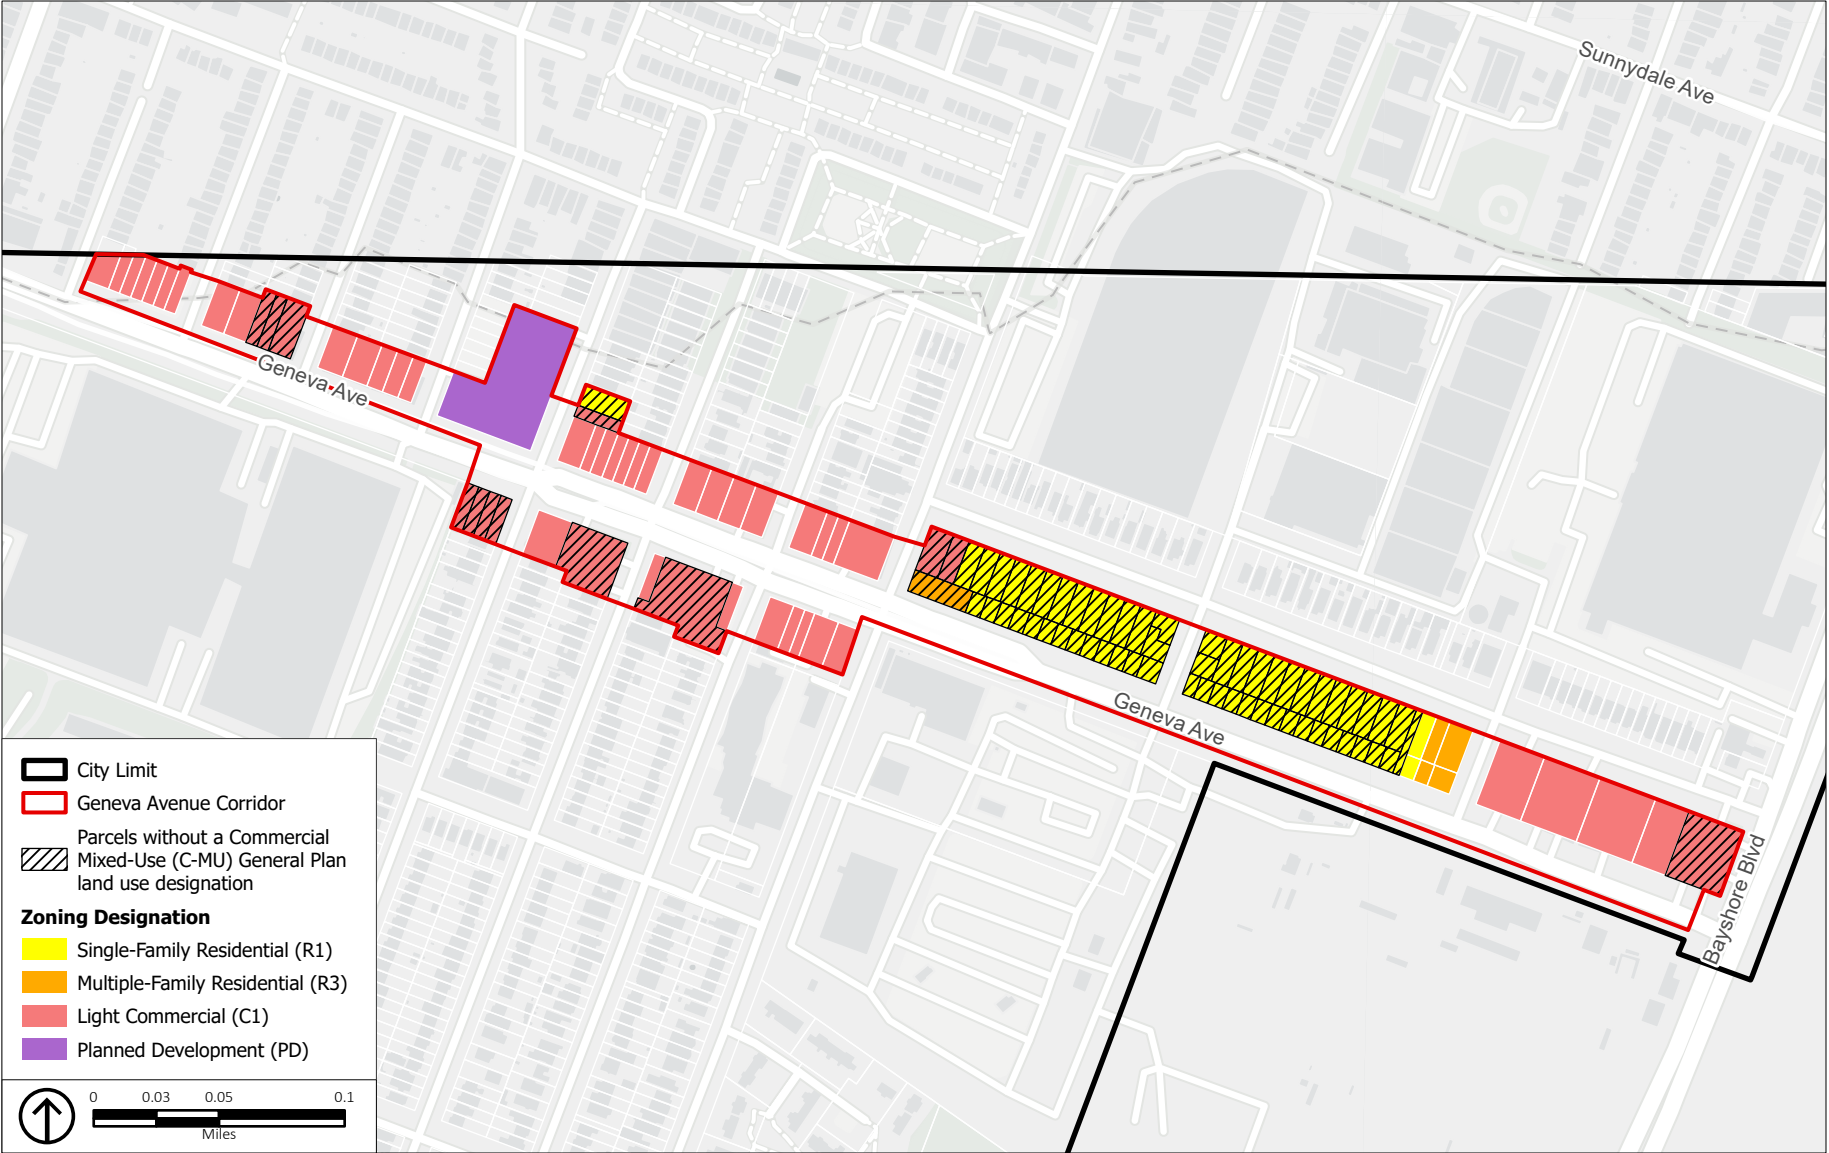 Sunnydale Ave
Geneva Ave
Geneva Ave
Bayshore Blvd
City Limit
Geneva Avenue Corridor
Parcels without a Commercial
Mixed-Use (C-MU) General Plan
land use designation
Zoning Designation
Single-Family Residential (R1)
Multiple-Family Residential (R3)
Light Commercial (C1)
Planned Development (PD)
0 0.03 0.05 0.1
Miles